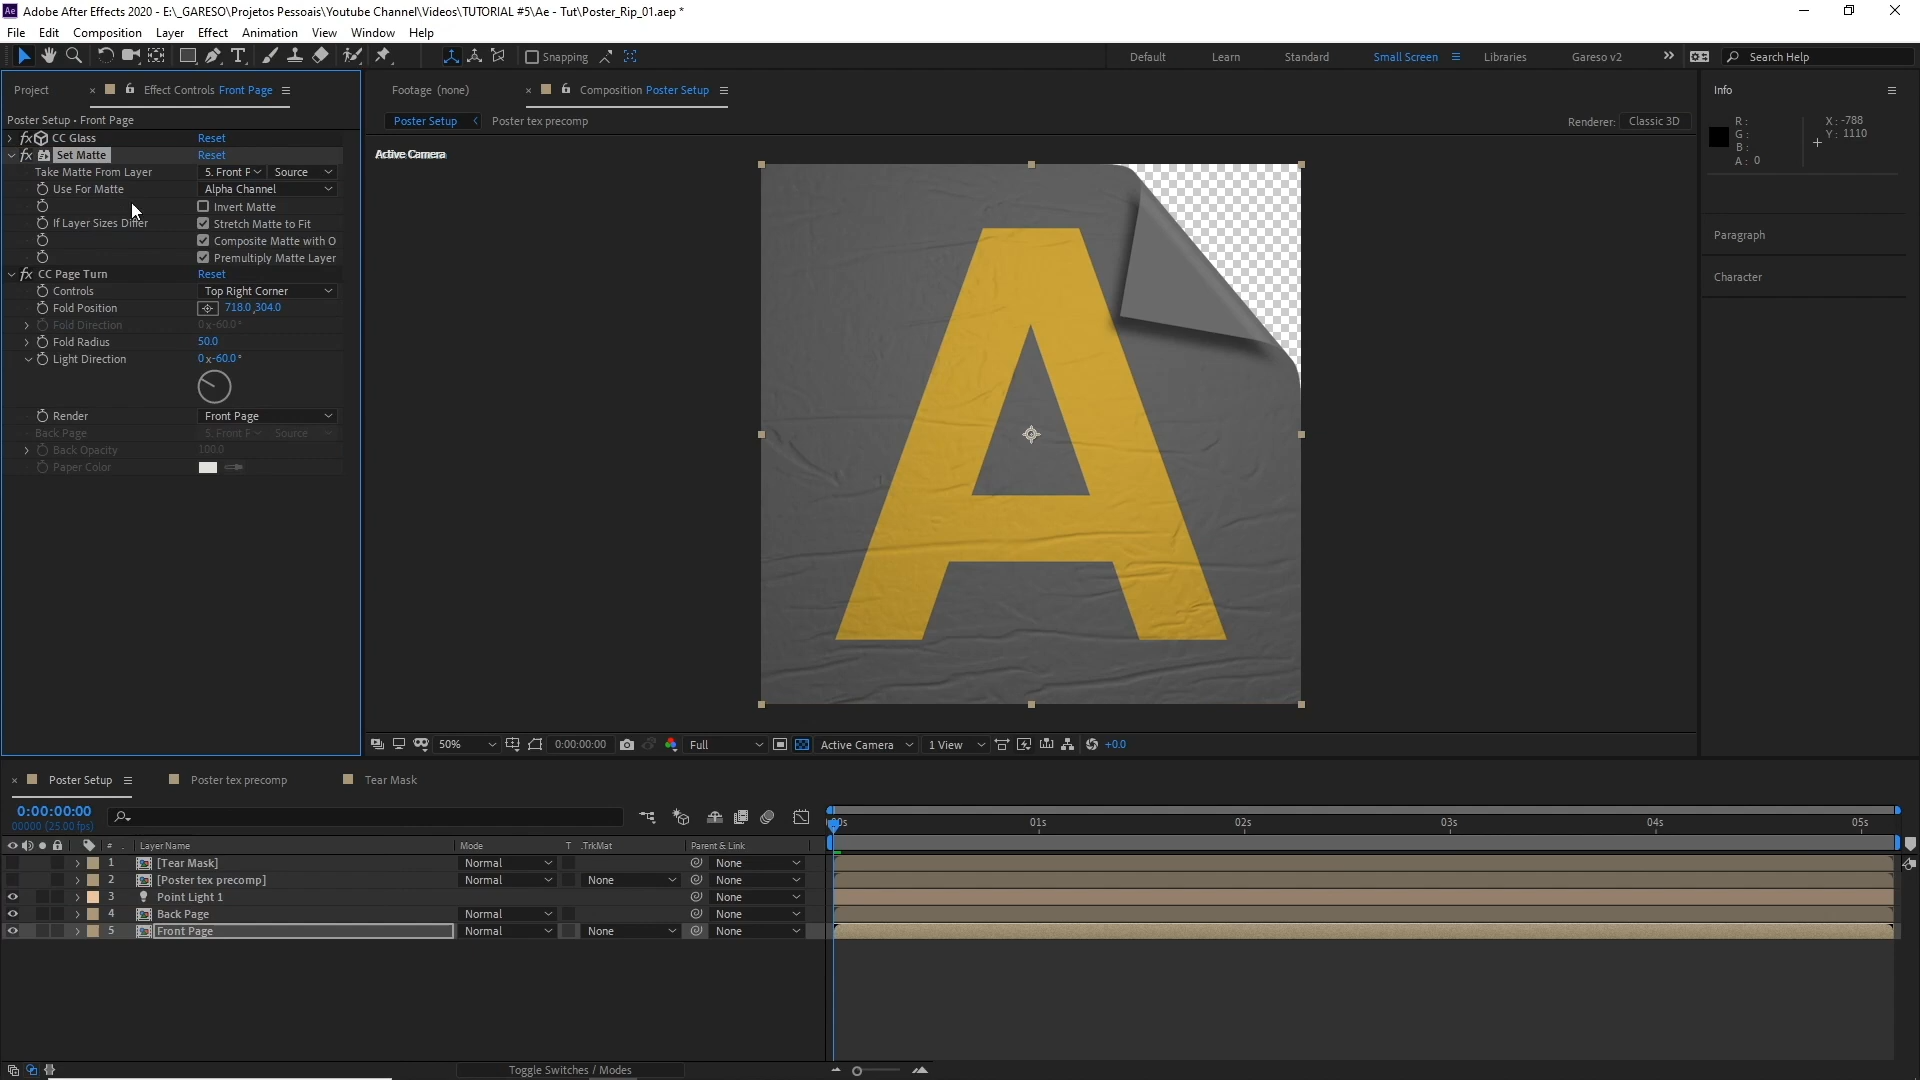 Adobe After Effects 2020 - E:\_GARESO\Projetos Pessoais\Youtube Channel\Videos\TUTORIAL #5\Ae - Tut\Poster_Rip_01.aep *
File Edit Composition Layer Effect Animation View Window Help
Snapping Default Learn Standard Small Screen Libraries Gareso v2 Search Help
Project Effect Controls Front Page
Poster Setup • Front Page
CC Glass Reset
Set Matte Reset
Take Matte From Layer 5. Front F Source
Use For Matte Alpha Channel
Invert Matte
If Layer Sizes Differ Stretch Matte to Fit
Composite Matte with O
Premultiply Matte Layer
CC Page Turn Reset
Controls Top Right Corner
Fold Position 718.0,304.0
Fold Direction 0x-60.0°
Fold Radius 50.0
Light Direction 0x-60.0°
Render Front Page
Back Page 5. Front F Source
Back Opacity 100.0
Paper Color
Footage (none) Composition Poster Setup
Poster Setup Poster tex precomp Renderer: Classic 3D
Active Camera
A
50% 0:00:00:00 Full Active Camera 1 View +0.0
Info
R: X: -788
G: Y: 1110
B:
A: 0
Paragraph
Character
Poster Setup Poster tex precomp Tear Mask
0:00:00:00
00000 (25.00 fps)
01s 02s 03s 04s 05s
# Layer Name Mode T .TrkMat Parent & Link
1 [Tear Mask] Normal None
2 [Poster tex precomp] Normal None None
3 Point Light 1 None
4 Back Page Normal None
5 Front Page Normal None None
Toggle Switches / Modes